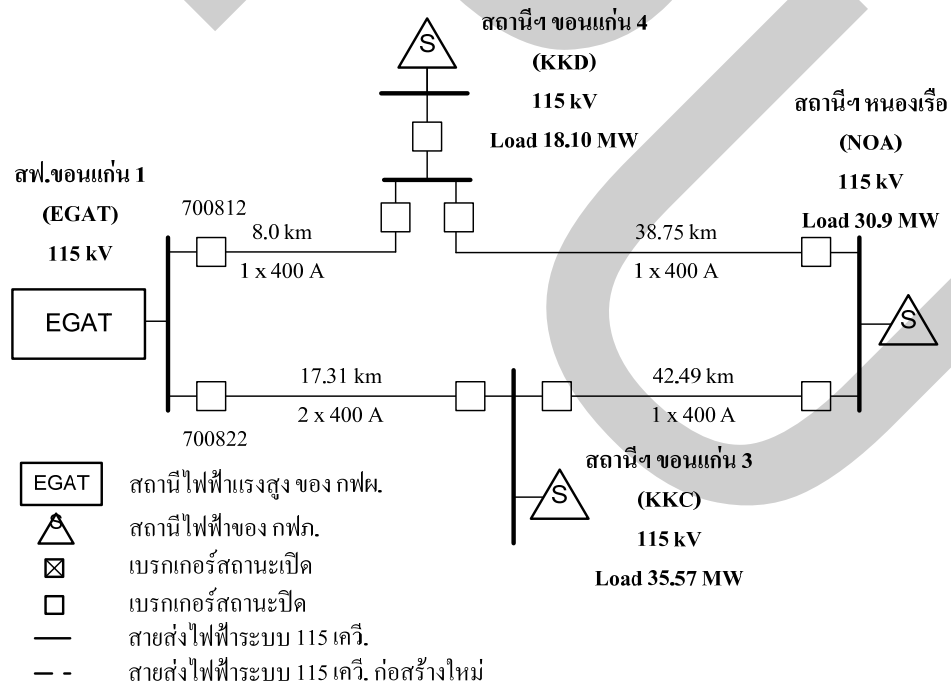 S
สถานีฯ ขอนแก่น 4
(KKD)
115 kV
Load 18.10 MW
สถานีฯ หนองเรือ
(NOA)
115 kV
Load 30.9 MW
สฟ.ขอนแก่น 1
(EGAT)
115 kV
700812
8.0 km
1 x 400 A
38.75 km
1 x 400 A
EGAT
S
17.31 km
2 x 400 A
42.49 km
1 x 400 A
700822
สถานีฯ ขอนแก่น 3
(KKC)
115 kV
Load 35.57 MW
S
EGAT
สถานีไฟฟ้าแรงสูง ของ กฟผ.
S
สถานีไฟฟ้าของ กฟภ.
เบรกเกอร์สถานะเปิด
เบรกเกอร์สถานะปิด
สายส่งไฟฟ้าระบบ 115 เควี.
สายส่งไฟฟ้าระบบ 115 เควี. ก่อสร้างใหม่